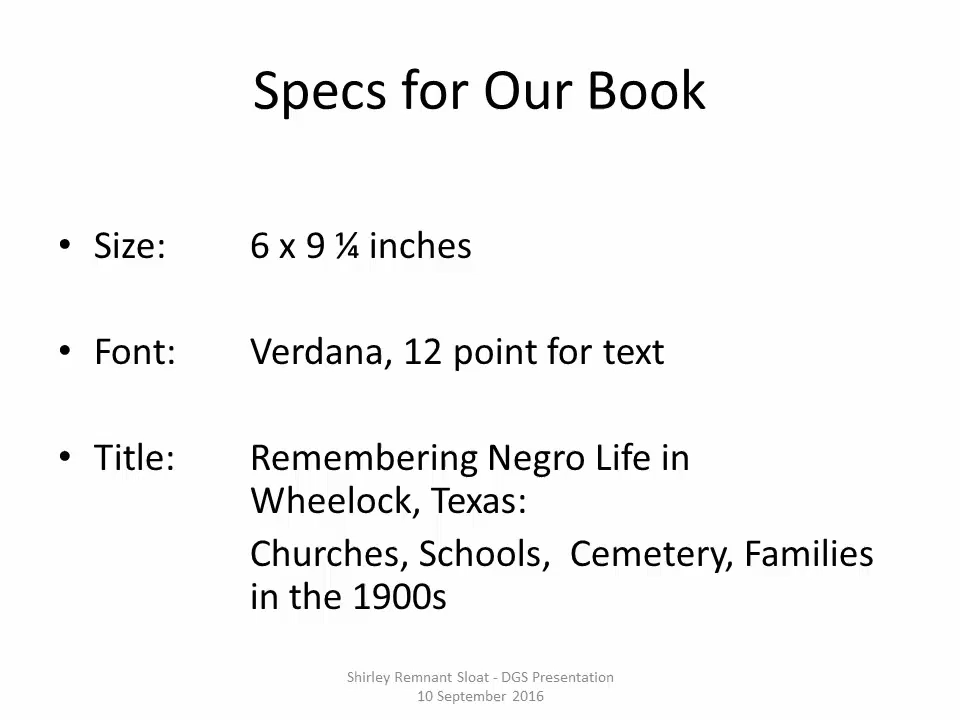 Specs for Our Book
• Size: 6 x 9 ¼ inches
• Font: Verdana, 12 point for text
• Title: Remembering Negro Life in
Wheelock, Texas:
Churches, Schools,  Cemetery, Families
in the 1900s
Shirley Remnant Sloat - DGS Presentation
10 September 2016